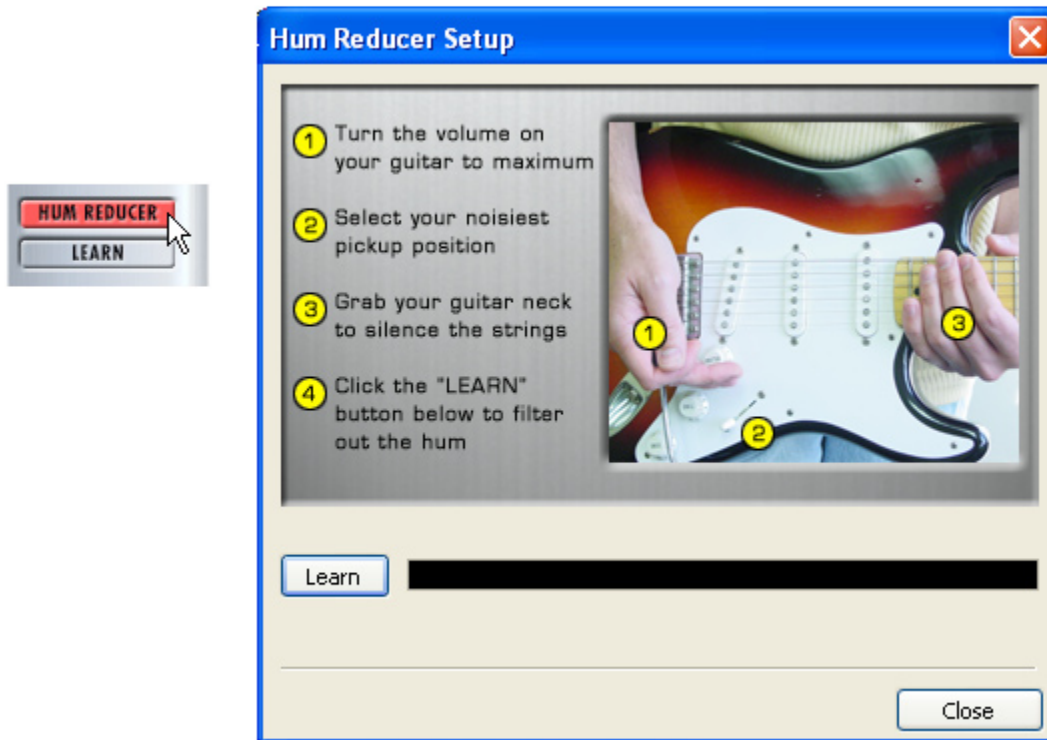 HUM REDUCER
LEARN
Hum Reducer Setup
1 Turn the volume on
your guitar to maximum
2 Select your noisiest
pickup position
3 Grab your guitar neck
to silence the strings
4 Click the "LEARN"
button below to filter
out the hum
1
3
2
Learn
Close